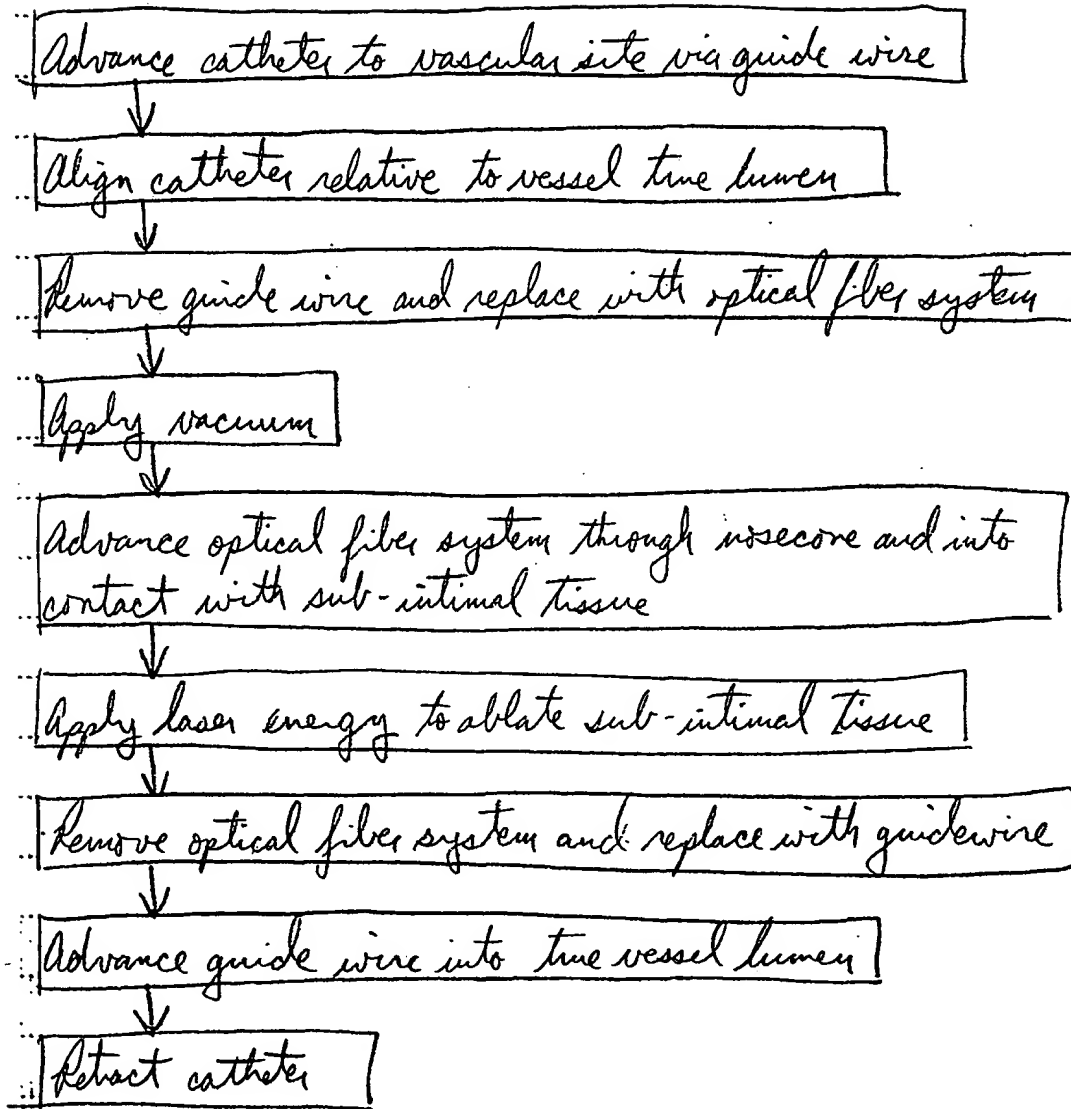 Advance catheter to vascular site via guide wire
Align catheter relative to vessel true lumen
Remove guide wire and replace with optical fiber system
Apply vacuum
Advance optical fiber system through nosecone and into
contact with sub-intimal tissue
Apply laser energy to ablate sub-intimal tissue
Remove optical fiber system and replace with guidewire
Advance guide wire into true vessel lumen
Retract catheter